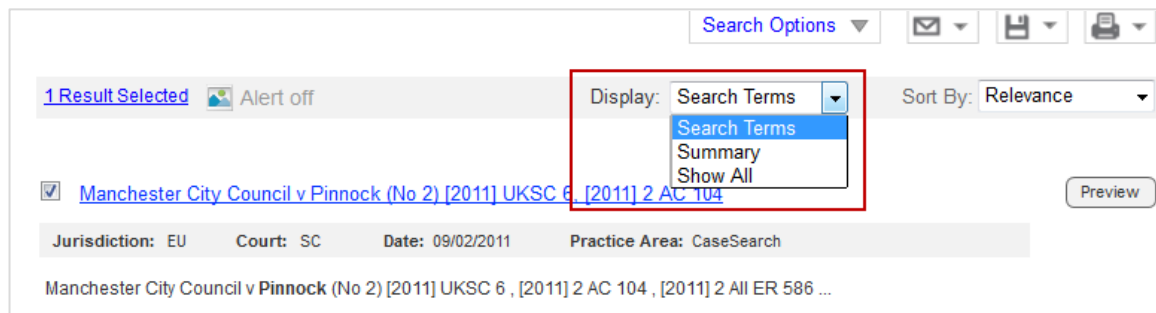 Search Options
1 Result Selected Alert off Display: Search Terms Sort By: Relevance
Search Terms
Summary
Show All
Manchester City Council v Pinnock (No 2) [2011] UKSC 6, [2011] 2 AC 104 Preview
Jurisdiction: EU Court: SC Date: 09/02/2011 Practice Area: CaseSearch
Manchester City Council v Pinnock (No 2) [2011] UKSC 6 , [2011] 2 AC 104 , [2011] 2 All ER 586 ...